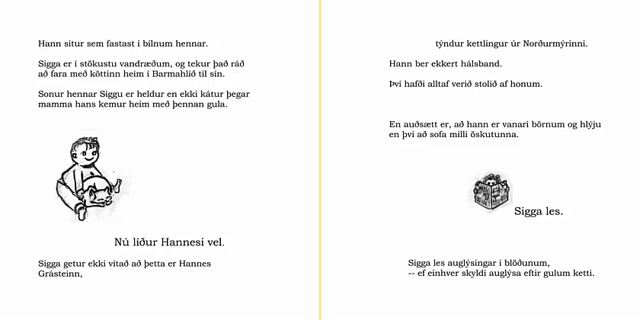 Hann situr sem fastast í bílnum hennar.
Sigga er í stökustu vandræðum, og tekur það ráð
að fara með köttinn heim í Barmahlíð til sín.
Sonur hennar Siggu er heldur en ekki kátur þegar
mamma hans kemur heim með þennan gula.
Nú líður Hannesi vel.
Sigga getur ekki vitað að þetta er Hannes
Grásteinn,
týndur kettlingur úr Norðurmýrinni.
Hann ber ekkert hálsband.
Því hafði alltaf verið stolið af honum.
En auðsætt er, að hann er vanari börnum og hlýju
en því að sofa milli öskutunna.
Sigga les.
Sigga les auglýsingar í blöðunum,
-- ef einhver skyldi auglýsa eftir gulum ketti.